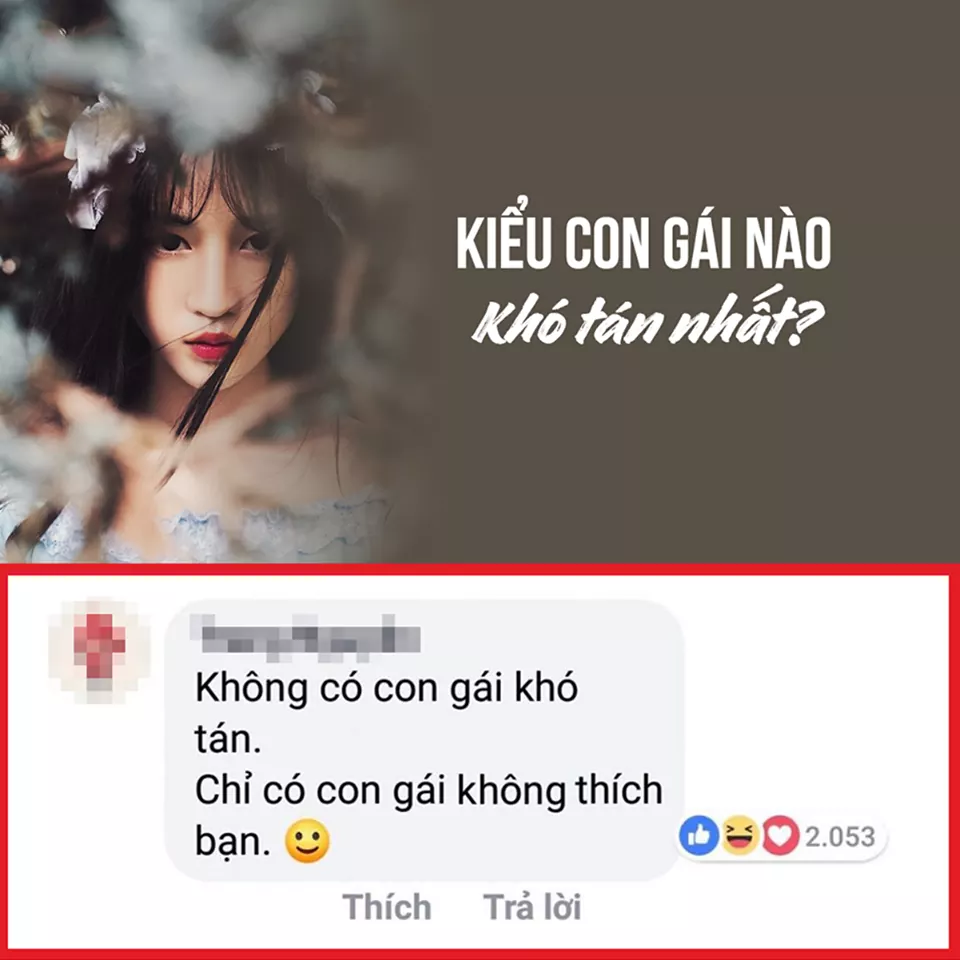 KIỂU CON GÁI NÀO
Khó tán nhất?
Không có con gái khó
tán.
Chỉ có con gái không thích
bạn. 🙂
2.053
Thích Trả lời